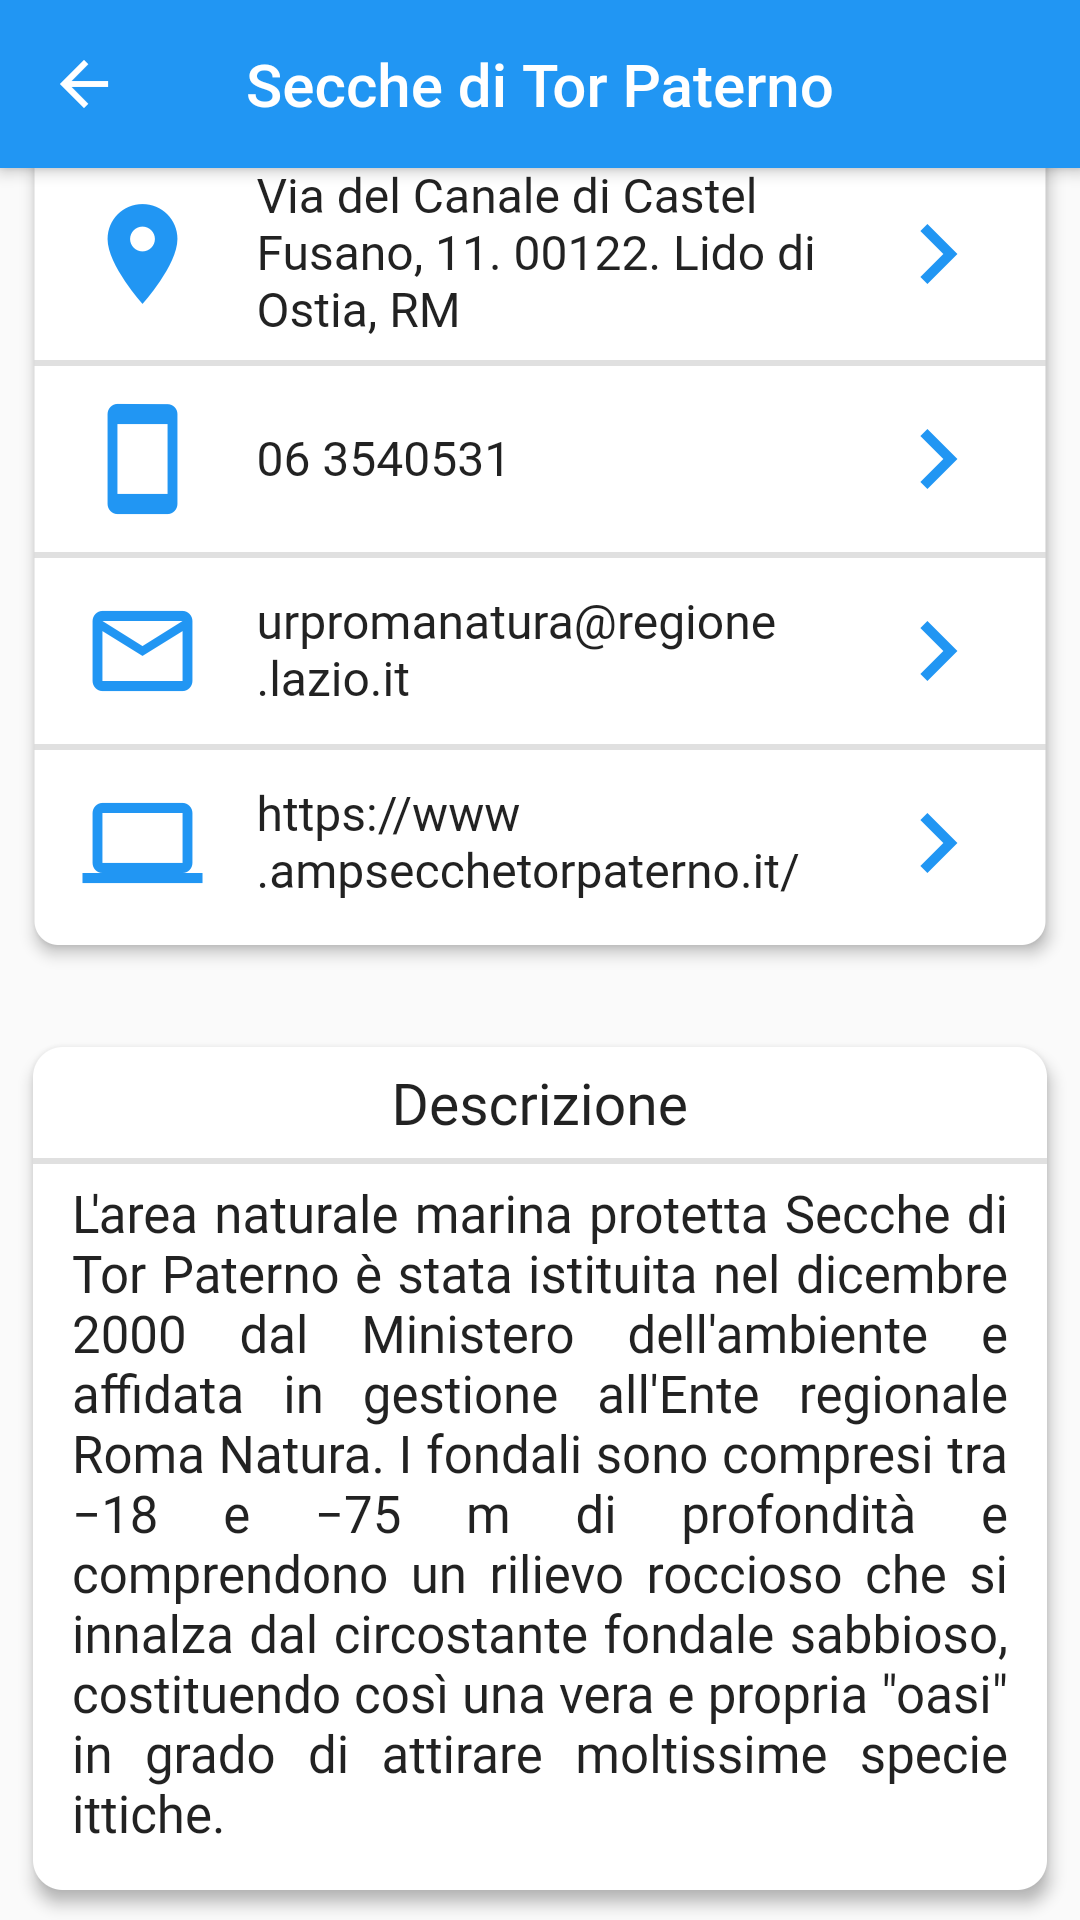 Secche di Tor Paterno
Via del Canale di Castel
Fusano, 11. 00122. Lido di
Ostia, RM
06 3540531
urpromanatura@regione
.lazio.it
https://www
.ampsecchetorpaterno.it/
Descrizione
L'area naturale marina protetta Secche di
Tor Paterno è stata istituita nel dicembre
2000 dal Ministero dell'ambiente e
affidata in gestione all'Ente regionale
Roma Natura. I fondali sono compresi tra
−18 e −75 m di profondità e
comprendono un rilievo roccioso che si
innalza dal circostante fondale sabbioso,
costituendo così una vera e propria "oasi"
in grado di attirare moltissime specie
ittiche.